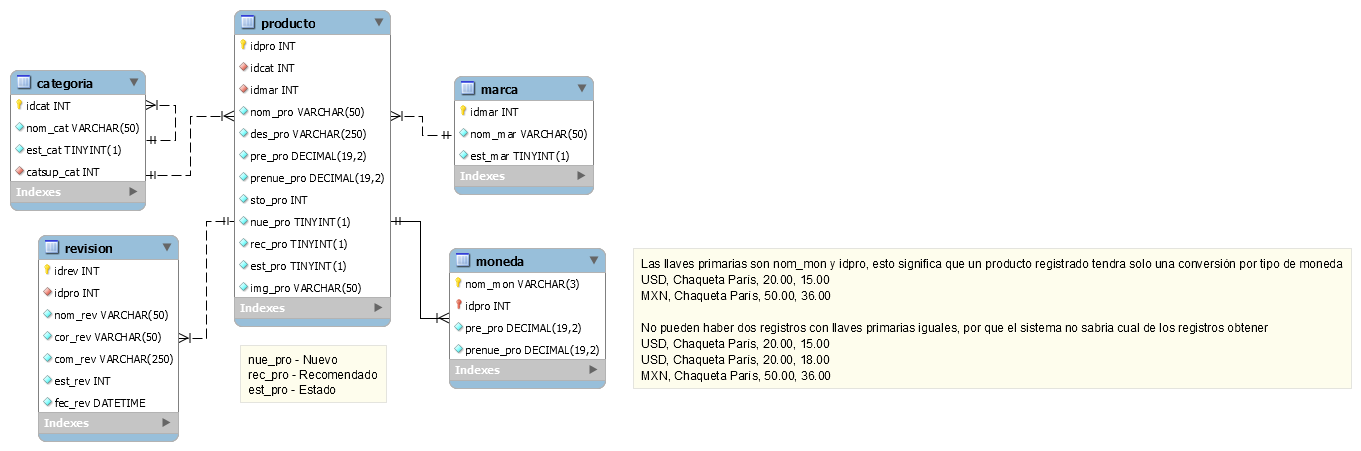 producto
idpro INT
idcat INT
idmar INT
nom_pro VARCHAR(50)
des_pro VARCHAR(250)
pre_pro DECIMAL(19,2)
prenue_pro DECIMAL(19,2)
sto_pro INT
nue_pro TINYINT(1)
rec_pro TINYINT(1)
est_pro TINYINT(1)
img_pro VARCHAR(50)
Indexes
categoria
idcat INT
nom_cat VARCHAR(50)
est_cat TINYINT(1)
catsup_cat INT
Indexes
marca
idmar INT
nom_mar VARCHAR(50)
est_mar TINYINT(1)
Indexes
revision
idrev INT
idpro INT
nom_rev VARCHAR(50)
cor_rev VARCHAR(50)
com_rev VARCHAR(250)
est_rev INT
fec_rev DATETIME
Indexes
moneda
nom_mon VARCHAR(3)
idpro INT
pre_pro DECIMAL(19,2)
prenue_pro DECIMAL(19,2)
Indexes
nue_pro - Nuevo
rec_pro - Recomendado
est_pro - Estado
Las llaves primarias son nom_mon y idpro, esto significa que un producto registrado tendra solo una conversión por tipo de moneda
USD, Chaqueta París, 20.00, 15.00
MXN, Chaqueta París, 50.00, 36.00
No pueden haber dos registros con llaves primarias iguales, por que el sistema no sabria cual de los registros obtener
USD, Chaqueta París, 20.00, 15.00
USD, Chaqueta París, 20.00, 18.00
MXN, Chaqueta París, 50.00, 36.00